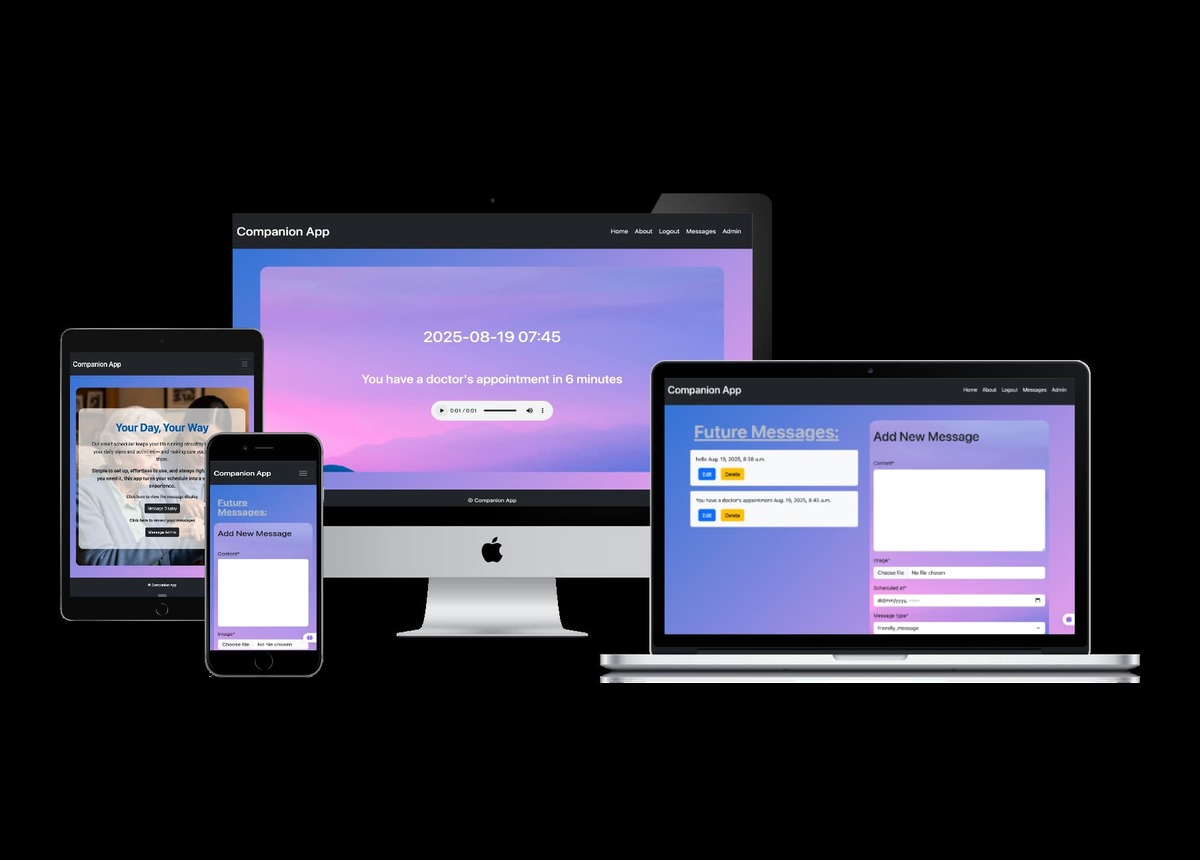 Companion App
Home About Logout Messages Admin
2025-08-19 07:45
You have a doctor's appointment in 6 minutes
0:01 / 0:01
© Companion App
Companion App
Your Day, Your Way
Our smart scheduler keeps your life running smoothly
your daily tasks and activities—and making sure you
them.
Simple to set up, effortless to use, and always righ
you need it, this app turns your schedule into a s
experience.
Click here to view the message display
Message Display
Click here to review your messages
Message Admin
© Companion App
Companion App
Future
Messages:
Add New Message
Content*
Image*
Choose file No file chosen
Companion App
Home About Logout Messages Admin
Future Messages:
hello Aug. 19, 2025, 8:36 a.m.
Edit Delete
You have a doctor's appointment Aug. 19, 2025, 8:45 a.m.
Edit Delete
Add New Message
Content*
Image*
Choose file No file chosen
Scheduled at*
dd/mm/yyyy, --:--
Message type*
friendly_message